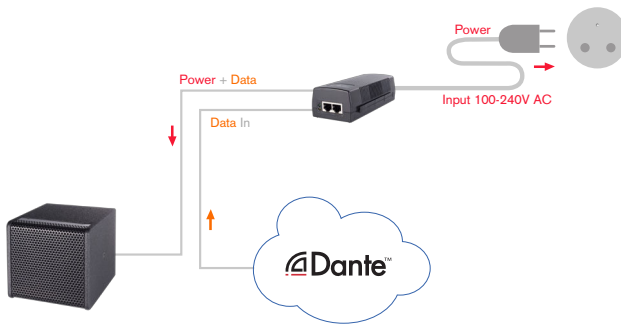 Power
Power + Data
Input 100-240V AC
Data In
Dante™